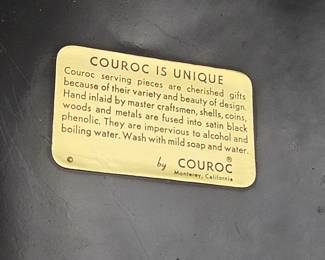 COUROC IS UNIQUE
Couroc serving pieces are cherished gifts
because of their variety and beauty of design.
Hand inlaid by master craftsmen, shells, coins,
woods and metals are fused into satin black
phenolic. They are impervious to alcohol and
boiling water. Wash with mild soap and water.
© by COUROC®
Monterey, California